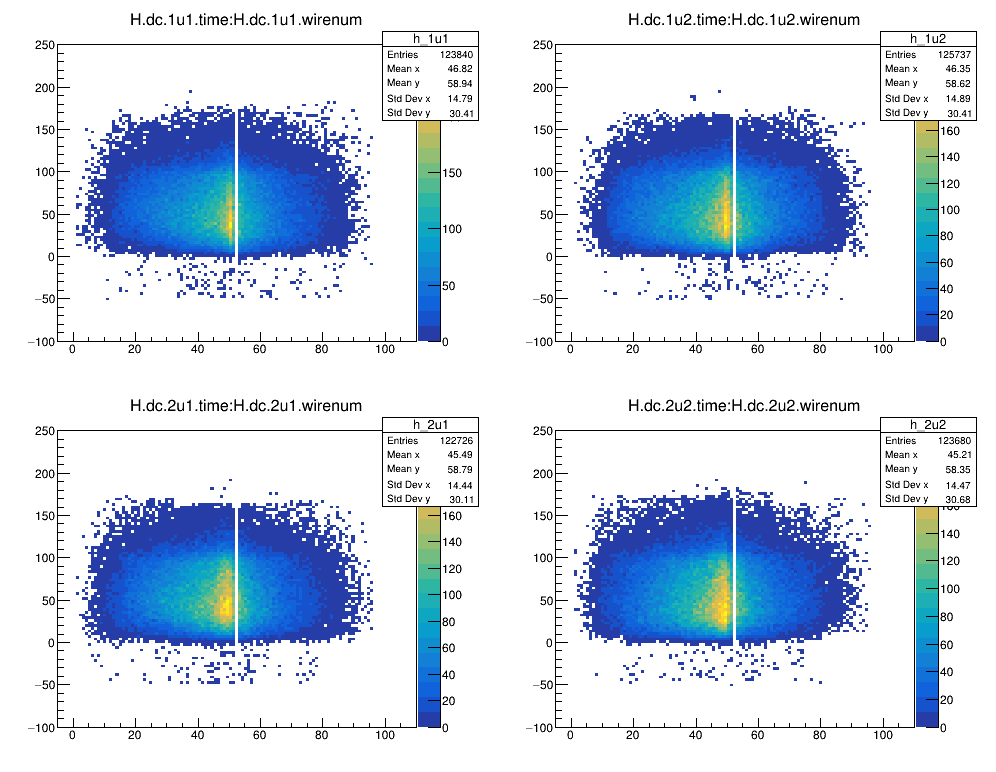 H.dc.1u1.time:H.dc.1u1.wirenum
h_1u1
Entries 123840
Mean x 46.82
Mean y 58.94
Std Dev x 14.79
Std Dev y 30.41
250
200
150
100
50
0
−50
−100
0 20 40 60 80 100
150
100
50
0
H.dc.1u2.time:H.dc.1u2.wirenum
h_1u2
Entries 125737
Mean x 46.35
Mean y 58.62
Std Dev x 14.89
Std Dev y 30.41
250
200
150
100
50
0
−50
−100
0 20 40 60 80 100
160
140
120
100
80
60
40
20
0
H.dc.2u1.time:H.dc.2u1.wirenum
h_2u1
Entries 122726
Mean x 45.49
Mean y 58.79
Std Dev x 14.44
Std Dev y 30.11
250
200
150
100
50
0
−50
−100
0 20 40 60 80 100
160
140
120
100
80
60
40
20
0
H.dc.2u2.time:H.dc.2u2.wirenum
h_2u2
Entries 123680
Mean x 45.21
Mean y 58.35
Std Dev x 14.47
Std Dev y 30.68
250
200
150
100
50
0
−50
−100
0 20 40 60 80 100
160
140
120
100
80
60
40
20
0